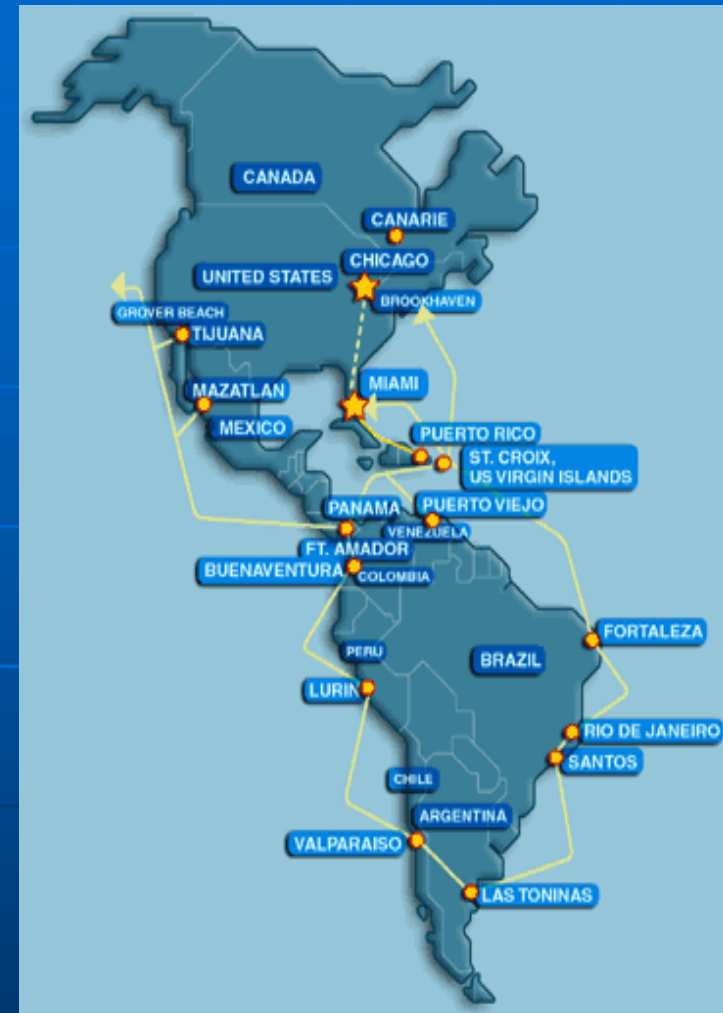 CANADA
CANARIE
CHICAGO
UNITED STATES
BROOKHAVEN
GROVER BEACH
TIJUANA
MIAMI
MAZATLAN
MEXICO
PUERTO RICO
ST. CROIX,
US VIRGIN ISLANDS
PANAMA
PUERTO VIEJO
VENEZUELA
FT. AMADOR
BUENAVENTURA
COLOMBIA
FORTALEZA
PERU
BRAZIL
LURIN
RIO DE JANEIRO
SANTOS
CHILE
ARGENTINA
VALPARAISO
LAS TONINAS